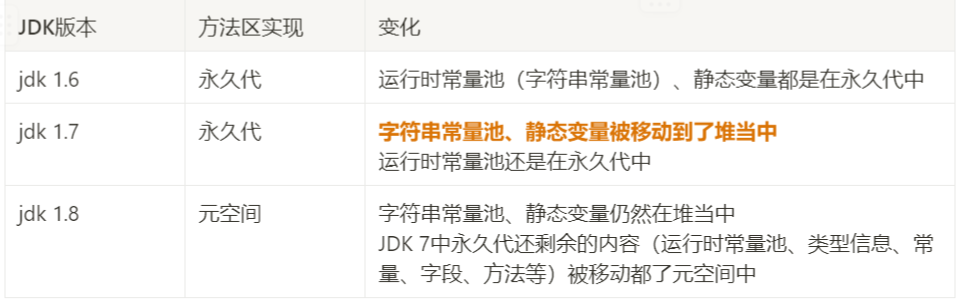 JDK版本 方法区实现 变化
jdk 1.6 永久代 运行时常量池（字符串常量池）、静态变量都是在永久代中
jdk 1.7 永久代 字符串常量池、静态变量被移动到了堆当中
运行时常量池还是在永久代中
jdk 1.8 元空间 字符串常量池、静态变量仍然在堆当中
JDK 7中永久代还剩余的内容（运行时常量池、类型信息、常
量、字段、方法等）被移动都了元空间中